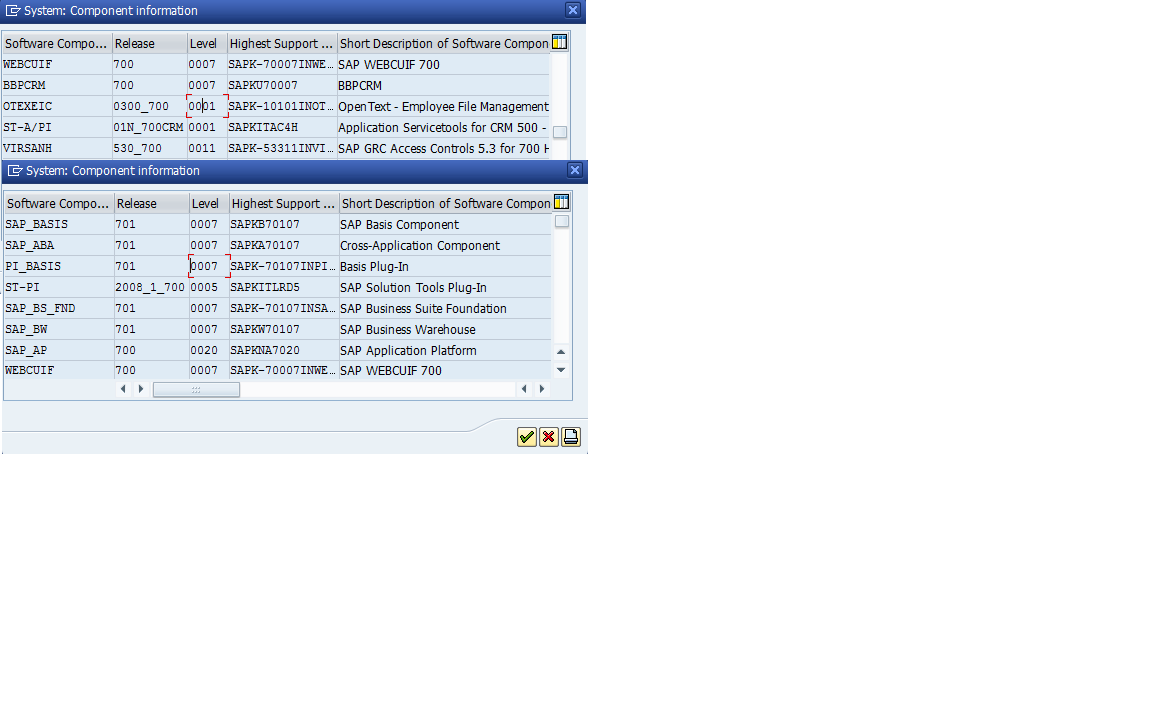 System: Component information
Software Compo... Release Level Highest Support ... Short Description of Software Compon
WEBCUIF 700 0007 SAPK-70007INWE... SAP WEBCUIF 700
BBPCRM 700 0007 SAPKU70007 BBPCRM
OTEXEIC 0300_700 0001 SAPK-10101INOT... OpenText - Employee File Management
ST-A/PI 01N_700CRM 0001 SAPKITAC4H Application Servicetools for CRM 500 -
VIRSANH 530_700 0011 SAPK-53311INVI... SAP GRC Access Controls 5.3 for 700 H
System: Component information
Software Compo... Release Level Highest Support ... Short Description of Software Compon
SAP_BASIS 701 0007 SAPKB70107 SAP Basis Component
SAP_ABA 701 0007 SAPKA70107 Cross-Application Component
PI_BASIS 701 0007 SAPK-70107INPI... Basis Plug-In
ST-PI 2008_1_700 0005 SAPKITLRD5 SAP Solution Tools Plug-In
SAP_BS_FND 701 0007 SAPK-70107INSA... SAP Business Suite Foundation
SAP_BW 701 0007 SAPKW70107 SAP Business Warehouse
SAP_AP 700 0020 SAPKNA7020 SAP Application Platform
WEBCUIF 700 0007 SAPK-70007INWE... SAP WEBCUIF 700